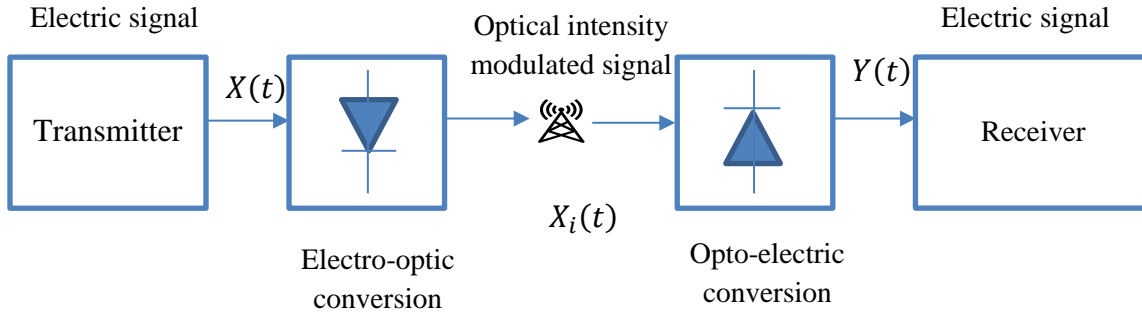 Electric signal
Transmitter
X(t)
Electro-optic
conversion
Optical intensity
modulated signal
X_i(t)
Opto-electric
conversion
Y(t)
Electric signal
Receiver